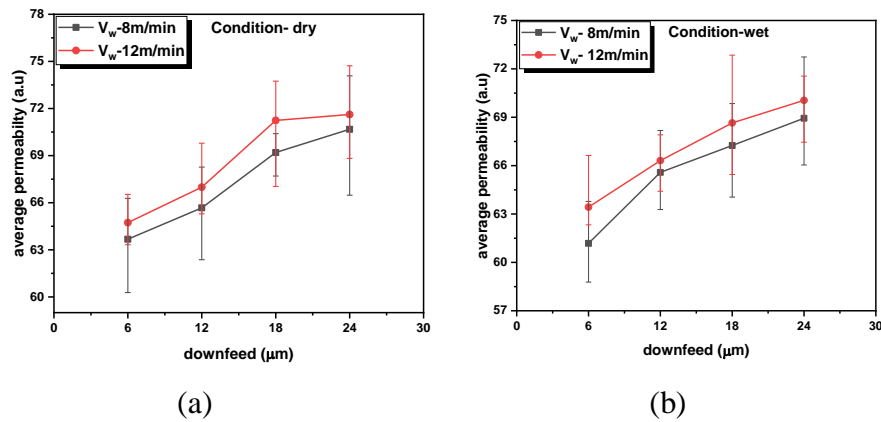 Condition- dry
V_w-8m/min
V_w-12m/min
average permeability (a.u)
78
75
72
69
66
63
60
0 6 12 18 24 30
downfeed (μm)
(a)
Condition-wet
V_w- 8m/min
V_w- 12m/min
average permeability (a.u)
75
72
69
66
63
60
57
0 6 12 18 24 30
downfeed (μm)
(b)